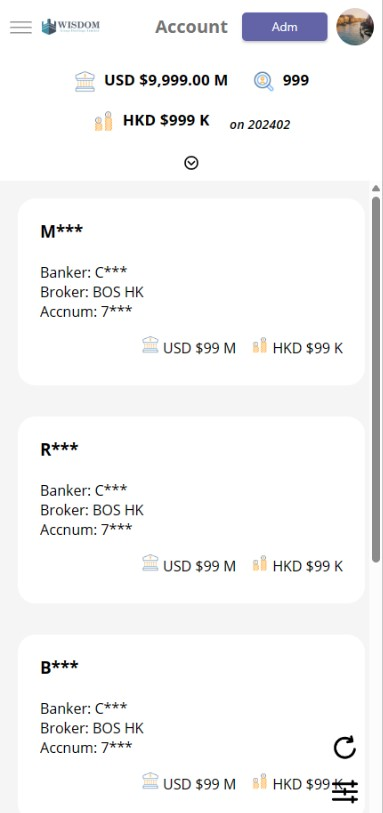 WISDOM
Account
Adm
USD $9,999.00 M
999
HKD $999 K
on 202402
M***
Banker: C***
Broker: BOS HK
Accnum: 7***
USD $99 M
HKD $99 K
R***
Banker: C***
Broker: BOS HK
Accnum: 7***
USD $99 M
HKD $99 K
B***
Banker: C***
Broker: BOS HK
Accnum: 7***
USD $99 M
HKD $99 K